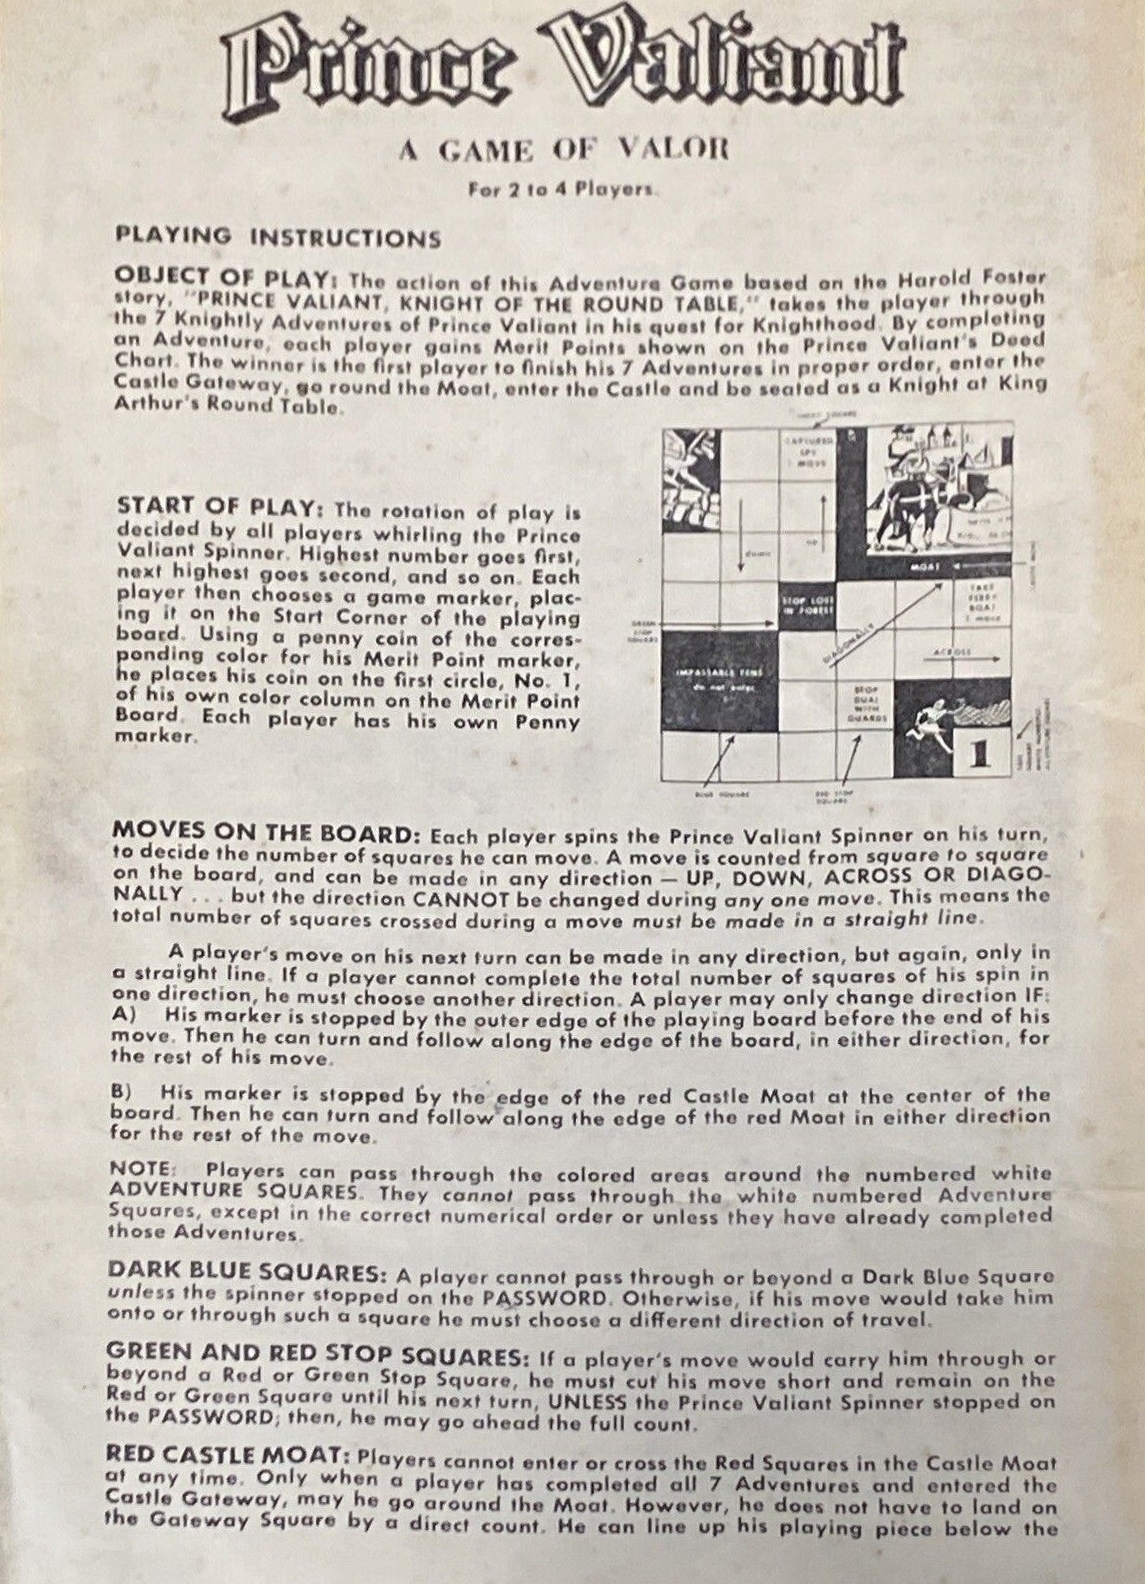 Prince Valiant
A GAME OF VALOR
For 2 to 4 Players.
PLAYING INSTRUCTIONS
OBJECT OF PLAY: The action of this Adventure Game based on the Harold Foster
story, "PRINCE VALIANT, KNIGHT OF THE ROUND TABLE," takes the player through
the 7 Knightly Adventures of Prince Valiant in his quest for Knighthood. By completing
an Adventure, each player gains Merit Points shown on the Prince Valiant's Deed
Chart. The winner is the first player to finish his 7 Adventures in proper order, enter the
Castle Gateway, go round the Moat, enter the Castle and be seated as a Knight at King
Arthur's Round Table.
START OF PLAY: The rotation of play is
decided by all players whirling the Prince
Valiant Spinner. Highest number goes first,
next highest goes second, and so on. Each
player then chooses a game marker, plac-
ing it on the Start Corner of the playing
board. Using a penny coin of the corres-
ponding color for his Merit Point marker,
he places his coin on the first circle, No. 1,
of his own color column on the Merit Point
Board. Each player has his own Penny
marker.
CAPTURED
SPY
1 MOVE
down
up
MOAT
STOP LOST
IN FOREST
TAKE
FERRY
BOAT
1 move
GREEN
STOP
SQUARE
DIAGONALLY
ACROSS
IMPASSABLE FENS
do not enter
STOP
DUAL
WITH
GUARDS
1
BLUE SQUARE
RED STOP
SQUARE
MOVES ON THE BOARD: Each player spins the Prince Valiant Spinner on his turn,
to decide the number of squares he can move. A move is counted from square to square
on the board, and can be made in any direction — UP, DOWN, ACROSS OR DIAGO-
NALLY . . . but the direction CANNOT be changed during any one move. This means the
total number of squares crossed during a move must be made in a straight line.
A player's move on his next turn can be made in any direction, but again, only in
a straight line. If a player cannot complete the total number of squares of his spin in
one direction, he must choose another direction. A player may only change direction IF:
A) His marker is stopped by the outer edge of the playing board before the end of his
move. Then he can turn and follow along the edge of the board, in either direction, for
the rest of his move.
B) His marker is stopped by the edge of the red Castle Moat at the center of the
board. Then he can turn and follow along the edge of the red Moat in either direction
for the rest of the move.
NOTE: Players can pass through the colored areas around the numbered white
ADVENTURE SQUARES. They cannot pass through the white numbered Adventure
Squares, except in the correct numerical order or unless they have already completed
those Adventures.
DARK BLUE SQUARES: A player cannot pass through or beyond a Dark Blue Square
unless the spinner stopped on the PASSWORD. Otherwise, if his move would take him
onto or through such a square he must choose a different direction of travel.
GREEN AND RED STOP SQUARES: If a player's move would carry him through or
beyond a Red or Green Stop Square, he must cut his move short and remain on the
Red or Green Square until his next turn, UNLESS the Prince Valiant Spinner stopped on
the PASSWORD; then, he may go ahead the full count.
RED CASTLE MOAT: Players cannot enter or cross the Red Squares in the Castle Moat
at any time. Only when a player has completed all 7 Adventures and entered the
Castle Gateway, may he go around the Moat. However, he does not have to land on
the Gateway Square by a direct count. He can line up his playing piece below the